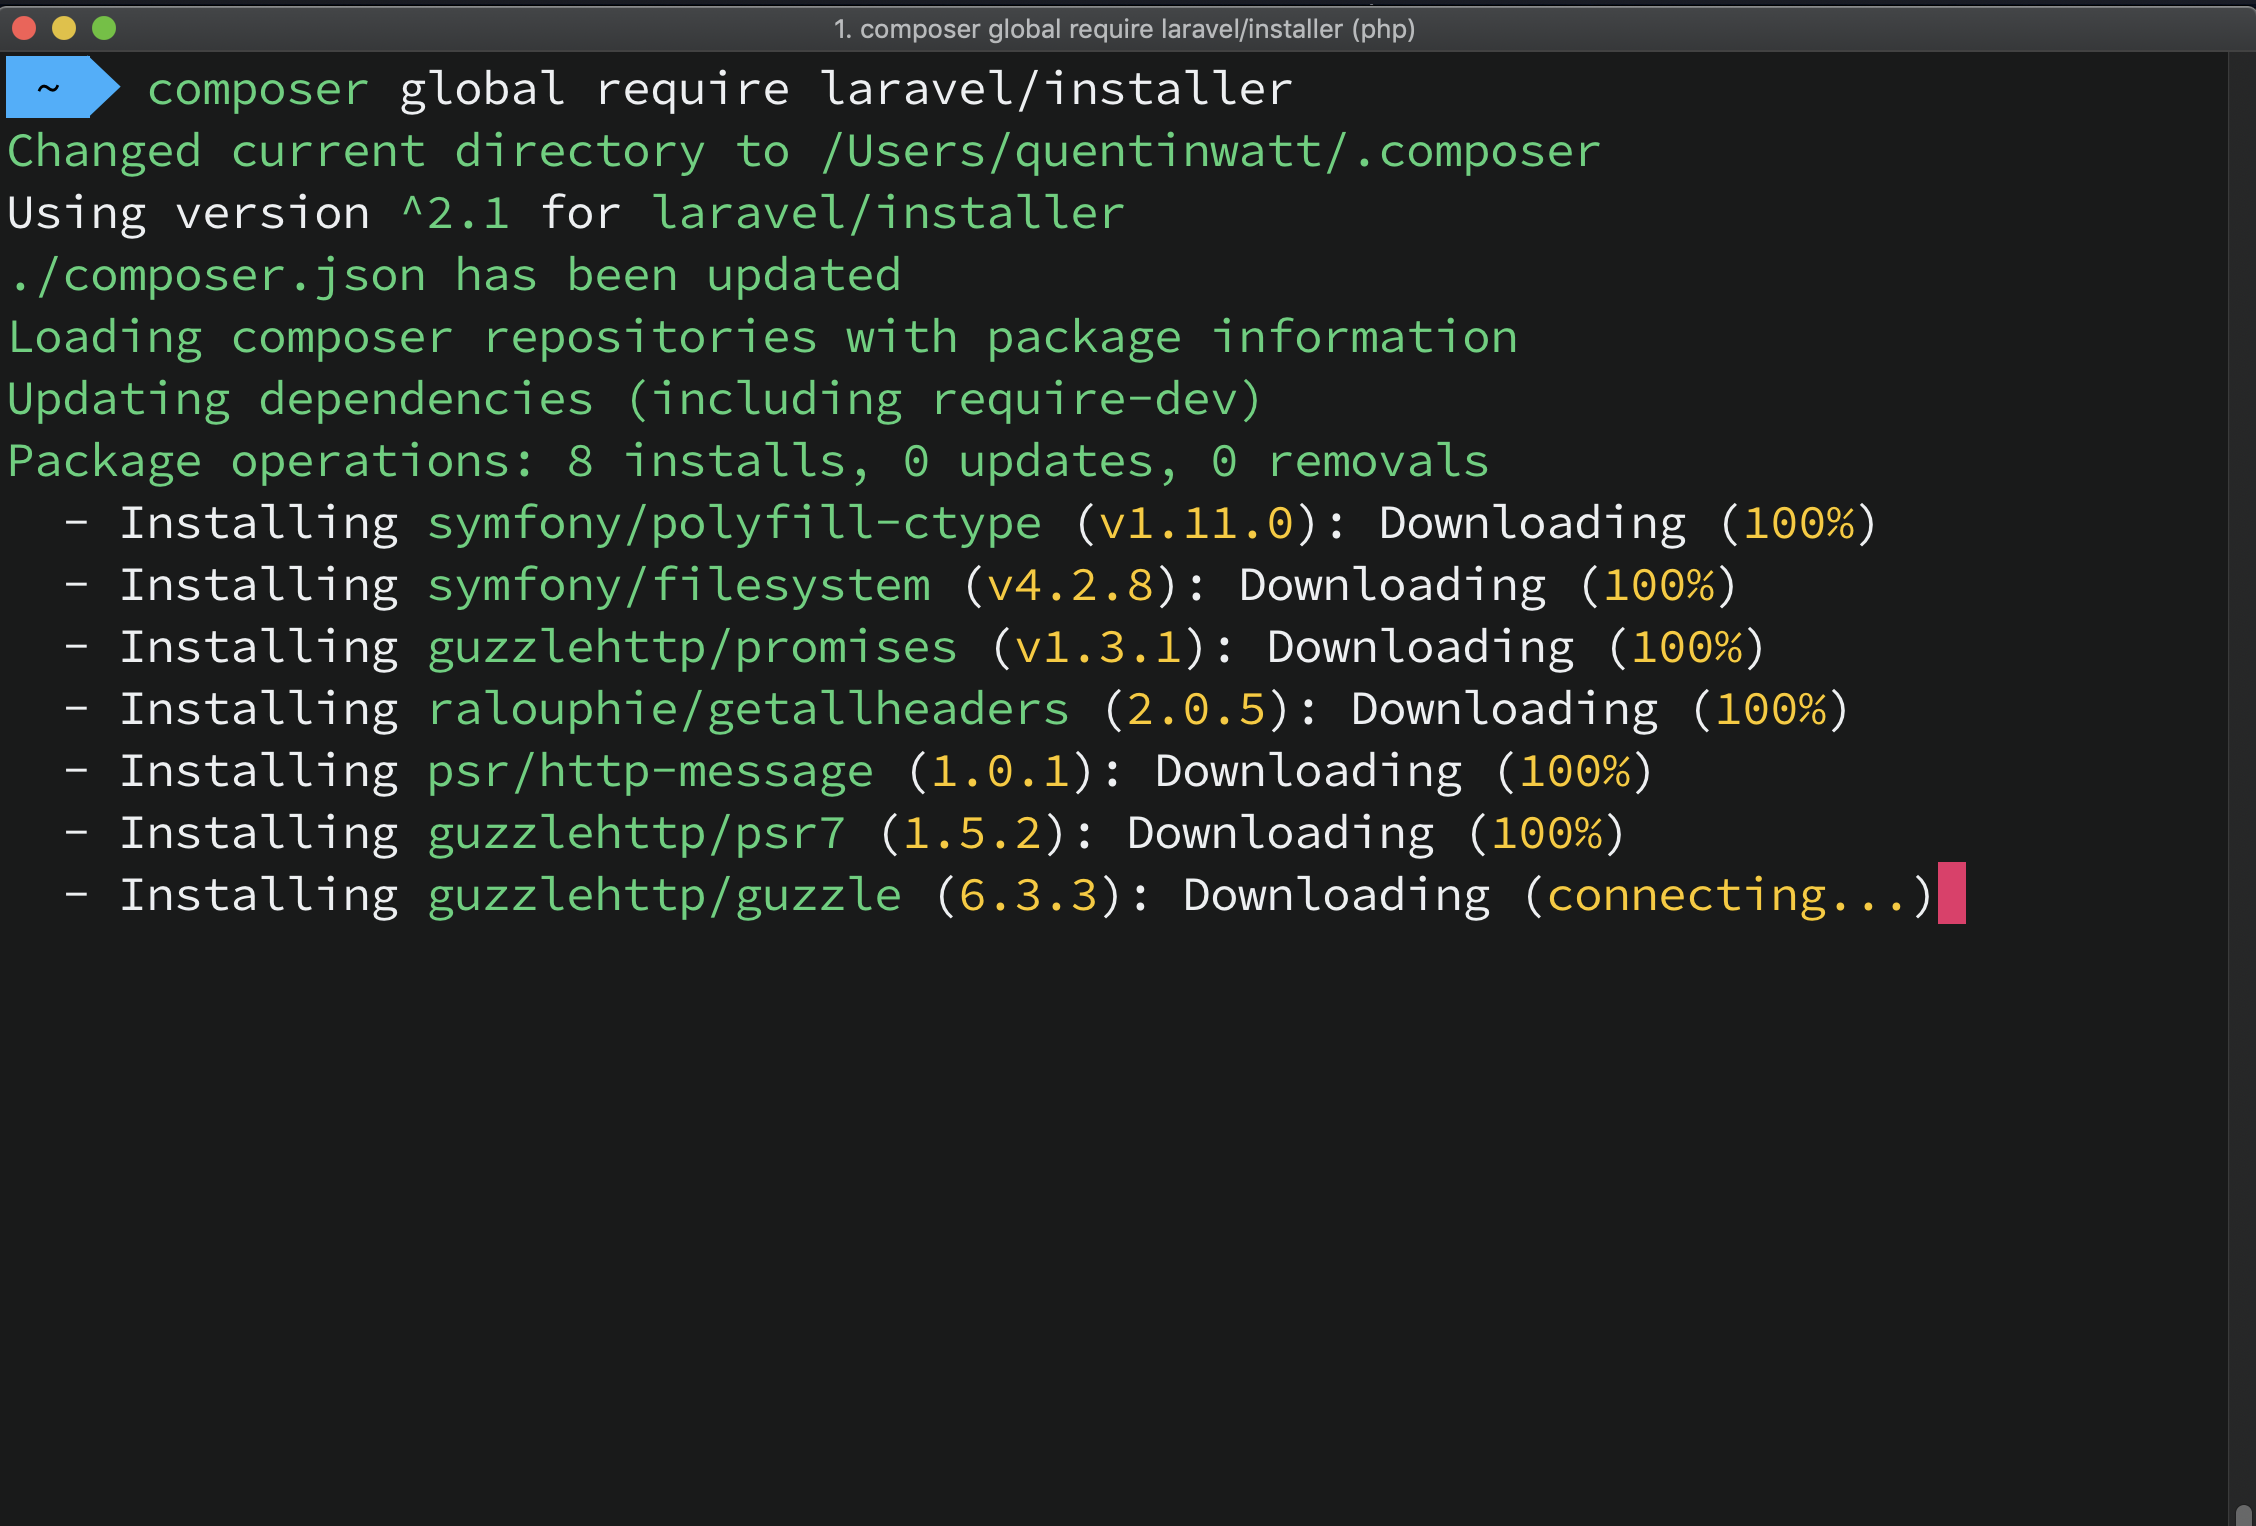 1. composer global require laravel/installer (php)
~ composer global require laravel/installer
Changed current directory to /Users/quentinwatt/.composer
Using version ^2.1 for laravel/installer
./composer.json has been updated
Loading composer repositories with package information
Updating dependencies (including require-dev)
Package operations: 8 installs, 0 updates, 0 removals
  - Installing symfony/polyfill-ctype (v1.11.0): Downloading (100%)
  - Installing symfony/filesystem (v4.2.8): Downloading (100%)
  - Installing guzzlehttp/promises (v1.3.1): Downloading (100%)
  - Installing ralouphie/getallheaders (2.0.5): Downloading (100%)
  - Installing psr/http-message (1.0.1): Downloading (100%)
  - Installing guzzlehttp/psr7 (1.5.2): Downloading (100%)
  - Installing guzzlehttp/guzzle (6.3.3): Downloading (connecting...)